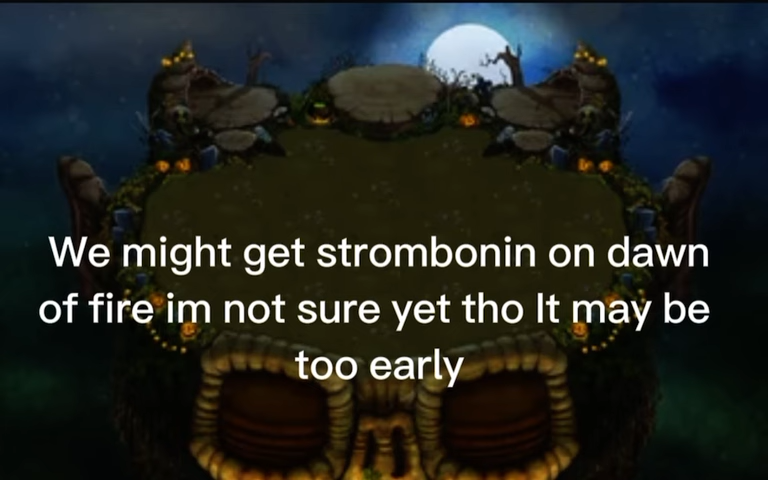 We might get strombonin on dawn
of fire im not sure yet tho It may be
too early